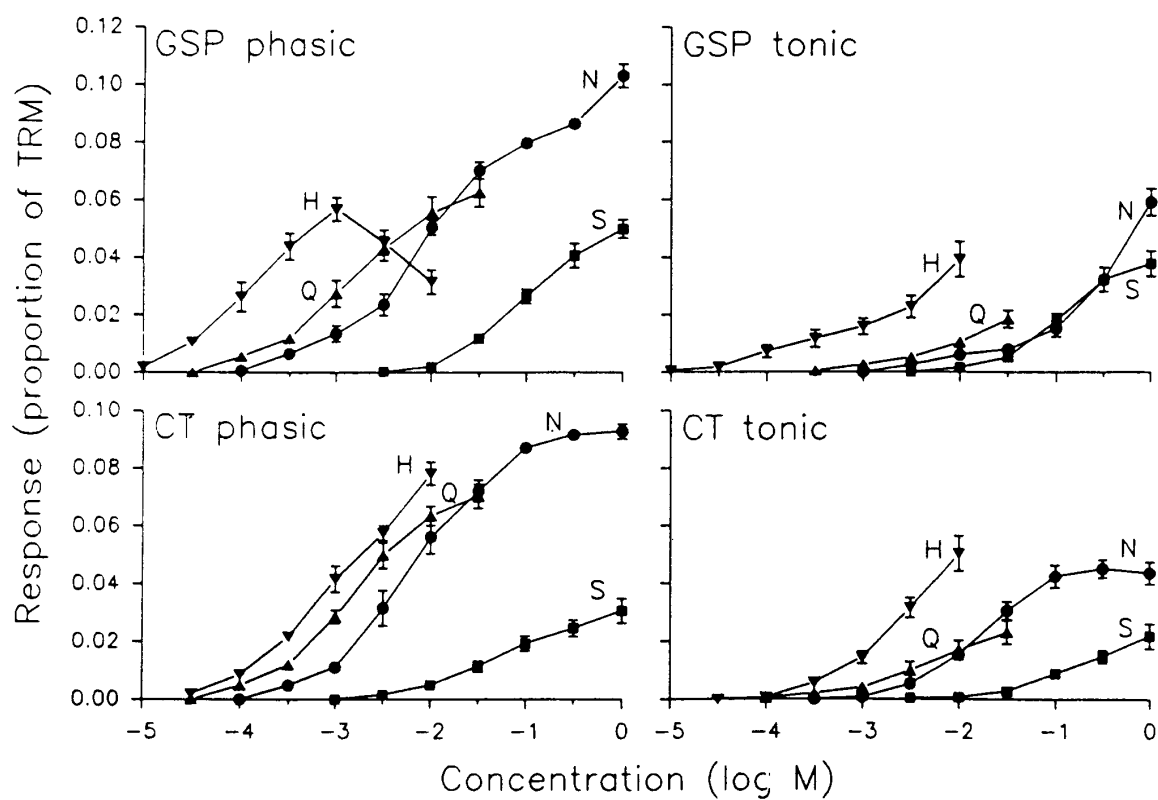 Response (proportion of TRM)
GSP phasic
0.12
0.10
0.08
0.06
0.04
0.02
0.00
H
Q
N
S
GSP tonic
H
Q
N
S
CT phasic
0.10
0.08
0.06
0.04
0.02
0.00
H
Q
N
S
-5 -4 -3 -2 -1 0
CT tonic
H
Q
N
S
-5 -4 -3 -2 -1 0
Concentration (log M)